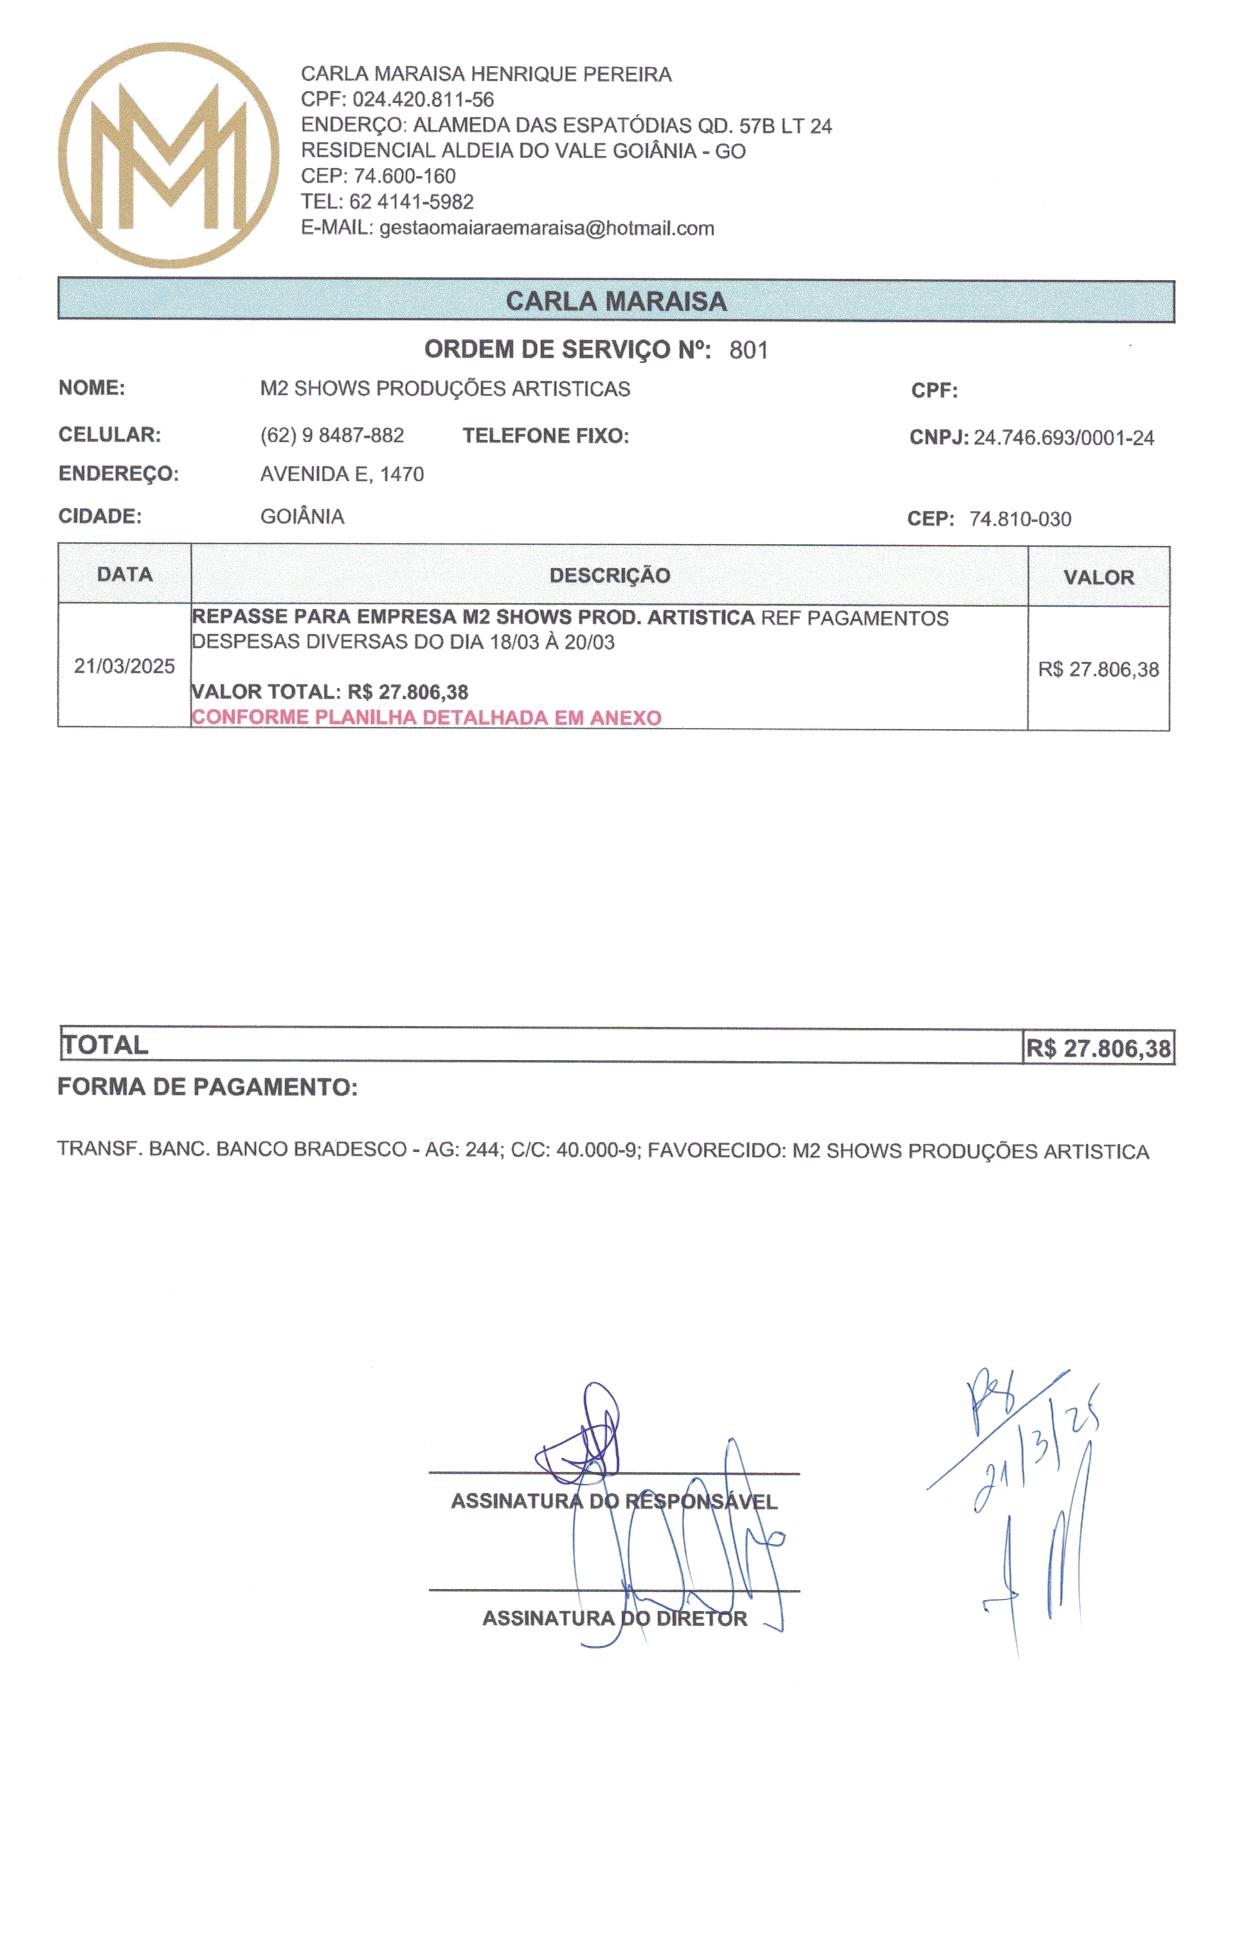 CARLA MARAISA HENRIQUE PEREIRA
CPF: 024.420.811-56
ENDERÇO: ALAMEDA DAS ESPATÓDIAS QD. 57B LT 24
RESIDENCIAL ALDEIA DO VALE GOIÂNIA - GO
CEP: 74.600-160
TEL: 62 4141-5982
E-MAIL: gestaomaiaraemaraisa@hotmail.com
CARLA MARAISA
ORDEM DE SERVIÇO Nº: 801
NOME: M2 SHOWS PRODUÇÕES ARTISTICAS CPF:
CELULAR: (62) 9 8487-882 TELEFONE FIXO: CNPJ: 24.746.693/0001-24
ENDEREÇO: AVENIDA E, 1470
CIDADE: GOIÂNIA CEP: 74.810-030
DATA DESCRIÇÃO VALOR
REPASSE PARA EMPRESA M2 SHOWS PROD. ARTISTICA REF PAGAMENTOS
DESPESAS DIVERSAS DO DIA 18/03 À 20/03
21/03/2025 R$ 27.806,38
VALOR TOTAL: R$ 27.806,38
CONFORME PLANILHA DETALHADA EM ANEXO
TOTAL R$ 27.806,38
FORMA DE PAGAMENTO:
TRANSF. BANC. BANCO BRADESCO - AG: 244; C/C: 40.000-9; FAVORECIDO: M2 SHOWS PRODUÇÕES ARTISTICA
21/3/25
ASSINATURA DO RESPONSÁVEL
ASSINATURA DO DIRETOR